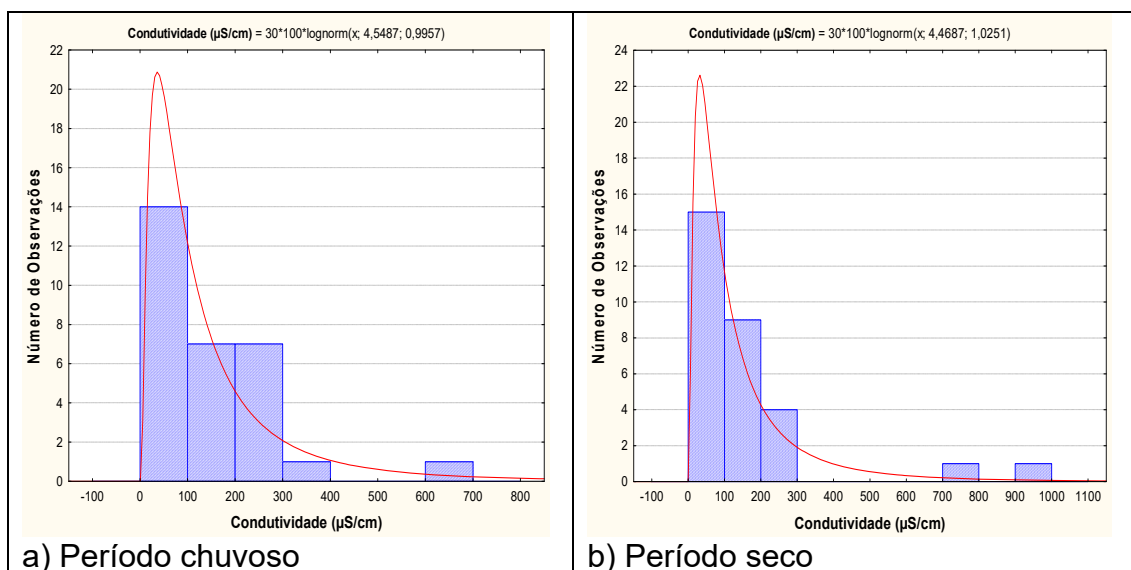 Condutividade (µS/cm) = 30*100*lognorm(x; 4,5487; 0,9957)
22
20
18
16
14
12
10
8
6
4
2
0
Número de Observações
-100 0 100 200 300 400 500 600 700 800
Condutividade (µS/cm)
a) Período chuvoso
Condutividade (µS/cm) = 30*100*lognorm(x; 4,4687; 1,0251)
24
22
20
18
16
14
12
10
8
6
4
2
0
Número de Observações
-100 0 100 200 300 400 500 600 700 800 900 1000 1100
Condutividade (µS/cm)
b) Período seco